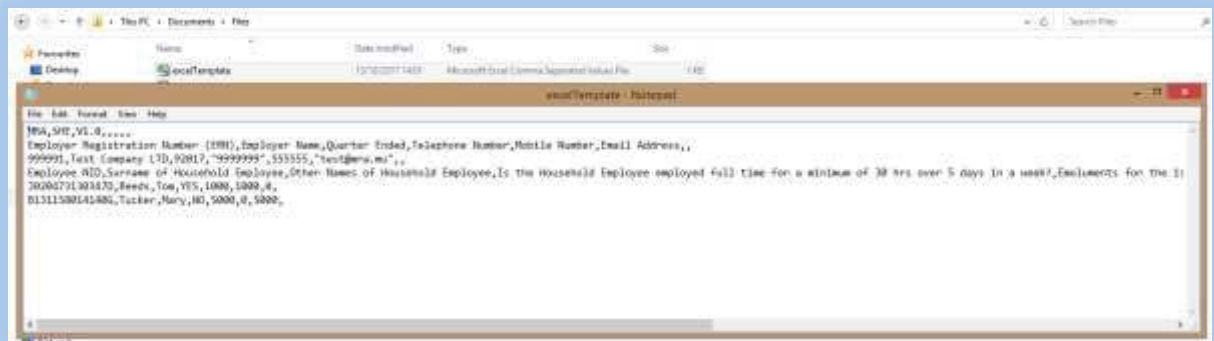 This PC › Documents › Files
Search Files
Favourites
Name
Date modified
Type
Size
Desktop
excelTemplate
Microsoft Excel Comma Separated Values File
1 KB
excelTemplate - Notepad
File Edit Format View Help
MRA,SHE,V1.0,,,,,
Employer Registration Number (ERN),Employer Name,Quarter Ended,Telephone Number,Mobile Number,Email Address,,
999991,Test Company LTD,92017,"9999999",555555,"test@mra.mu",,
Employee NID,Surname of Household Employee,Other Names of Household Employee,Is the Household Employee employed full time for a minimum of 30 hrs over 5 days in a week?,Emoluments for the
Reeds,Tom,YES,1000,1000,0,
Tucker,Mary,NO,5000,0,5000,